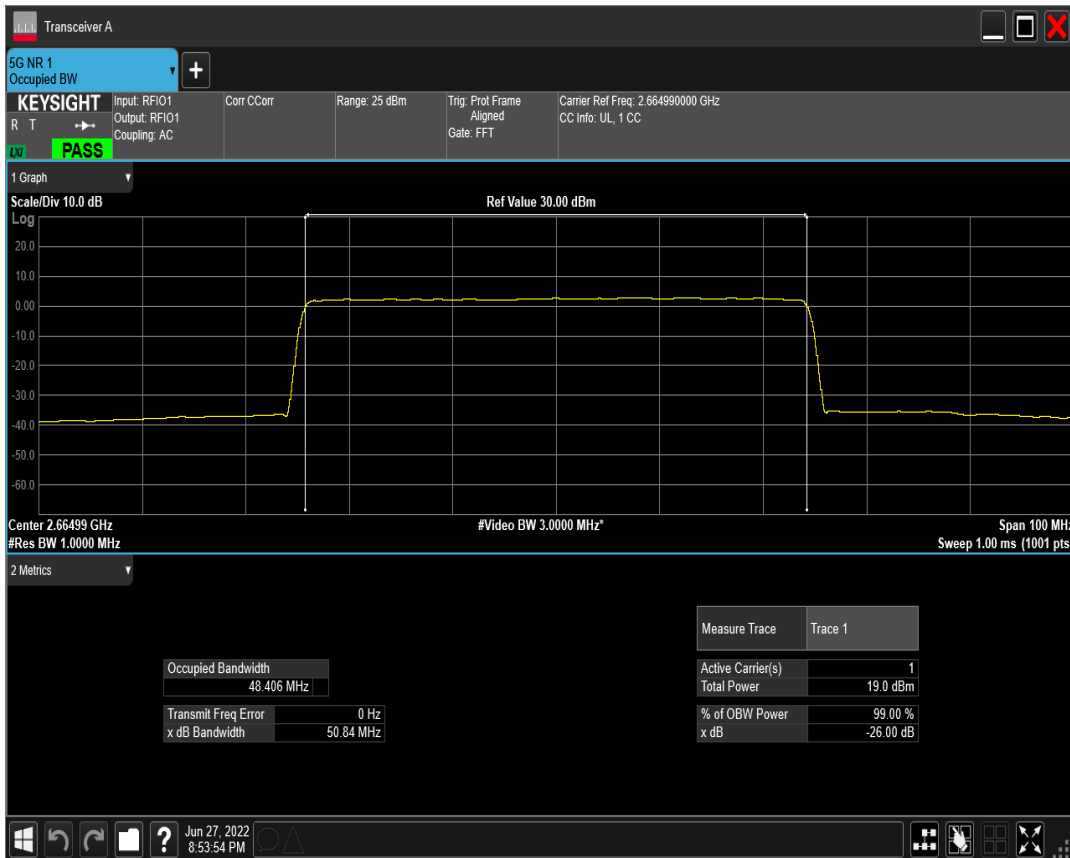 Transceiver A
5G NR 1
Occupied BW
+
KEYSIGHT
R T
LXI
PASS
Input: RFIO1
Output: RFIO1
Coupling: AC
Corr CCorr
Range: 25 dBm
Trig: Prot Frame
Aligned
Gate: FFT
Carrier Ref Freq: 2.664990000 GHz
CC Info: UL, 1 CC
1 Graph
Scale/Div 10.0 dB
Ref Value 30.00 dBm
Log
20.0
10.0
0.00
-10.0
-20.0
-30.0
-40.0
-50.0
-60.0
Center 2.66499 GHz
#Video BW 3.0000 MHz*
Span 100 MHz
#Res BW 1.0000 MHz
Sweep 1.00 ms (1001 pts
2 Metrics
Measure Trace Trace 1
Occupied Bandwidth
48.406 MHz
Active Carrier(s) 1
Total Power 19.0 dBm
Transmit Freq Error 0 Hz
x dB Bandwidth 50.84 MHz
% of OBW Power 99.00 %
x dB -26.00 dB
?
Jun 27, 2022
8:53:54 PM